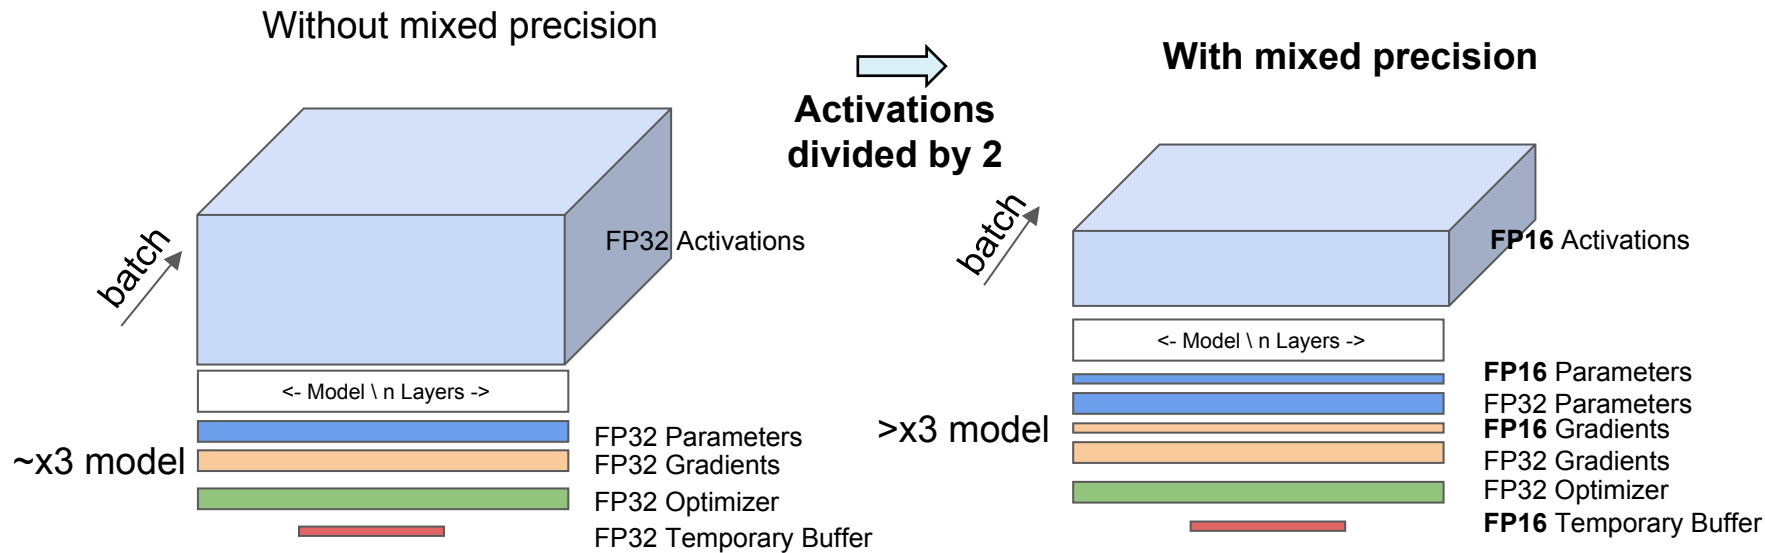 Without mixed precision
With mixed precision
Activations
divided by 2
batch
FP32 Activations
<- Model \ n Layers ->
~x3 model
FP32 Parameters
FP32 Gradients
FP32 Optimizer
FP32 Temporary Buffer
batch
FP16 Activations
<- Model \ n Layers ->
>x3 model
FP16 Parameters
FP32 Parameters
FP16 Gradients
FP32 Gradients
FP32 Optimizer
FP16 Temporary Buffer